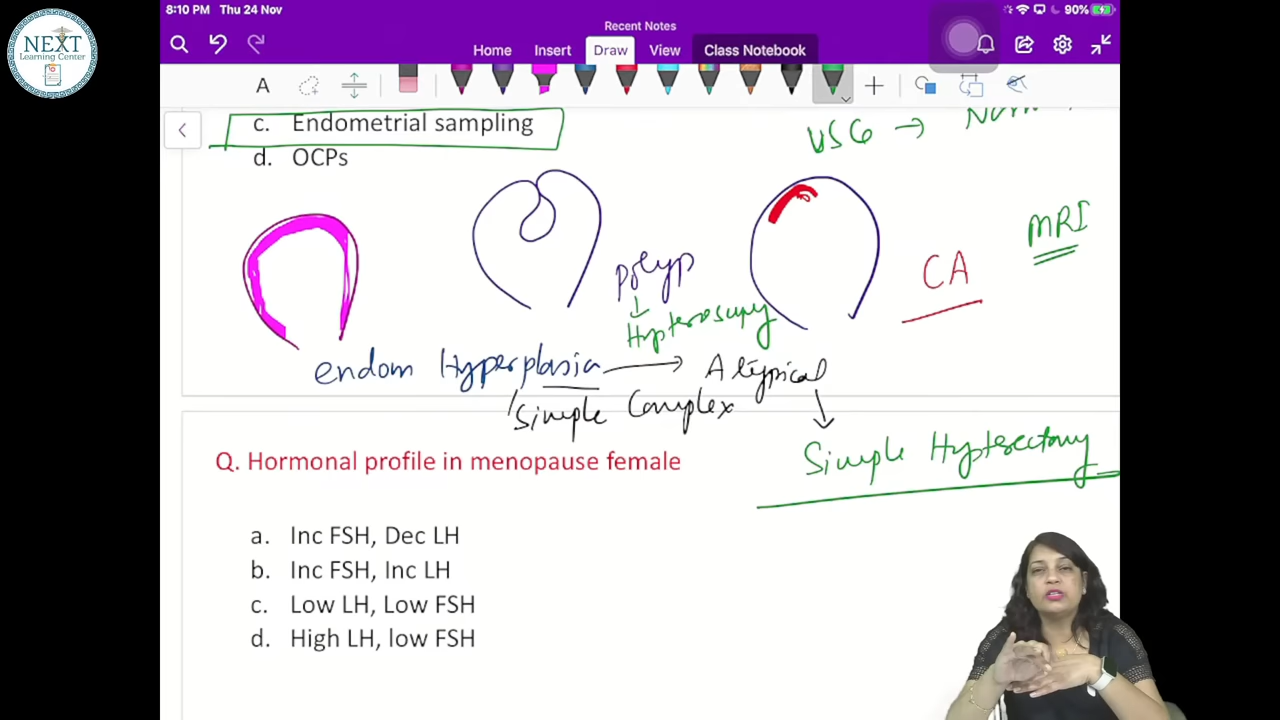 8:10 PM Thu 24 Nov
90%
Recent Notes
Home Insert Draw View Class Notebook
NEXT
Learning Center
A
c. Endometrial sampling
d. OCPs
USG →
MRI
Polyp
CA
Hypteroscupy
endom Hyperplasia → Atypical
Simple Complex
Simple Hypterectomy
Q. Hormonal profile in menopause female
a. Inc FSH, Dec LH
b. Inc FSH, Inc LH
c. Low LH, Low FSH
d. High LH, low FSH